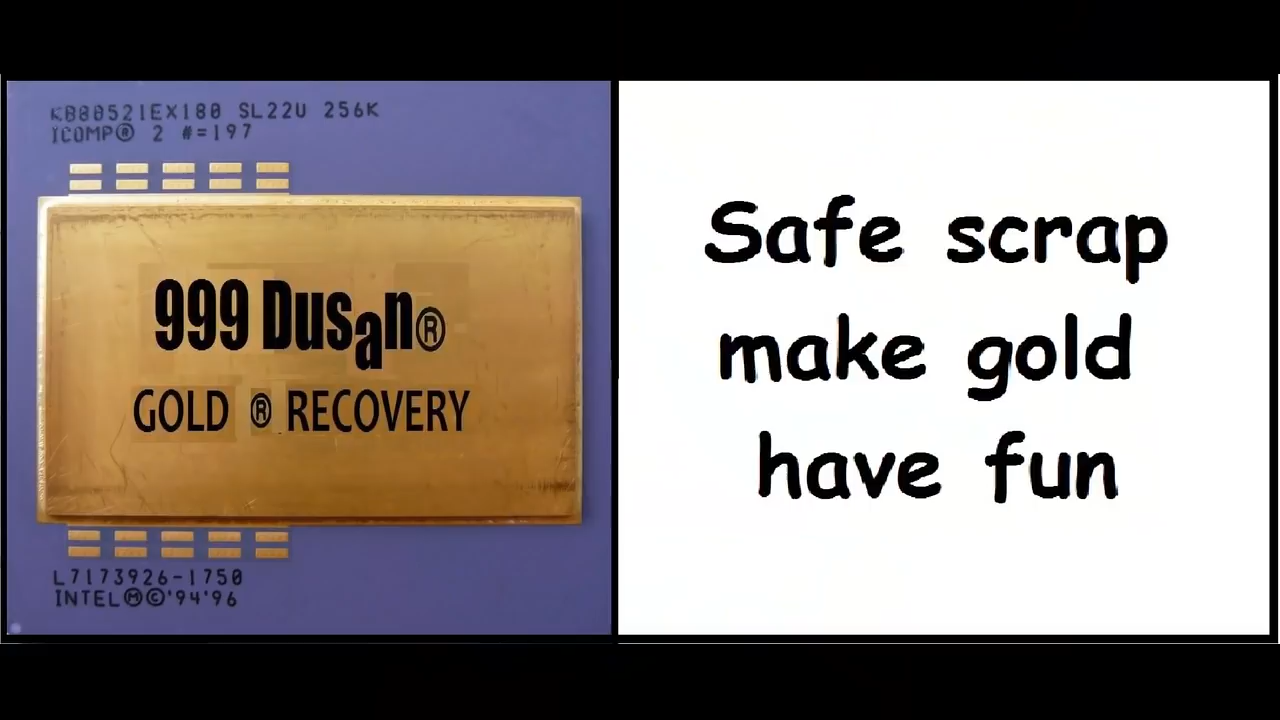 KB80521EX180 SL22U 256K
ICOMP® 2 #=197
999 Dusan®
GOLD ® RECOVERY
L7173926-1750
INTEL Ⓜ©'94'96
Safe scrap
make gold
have fun